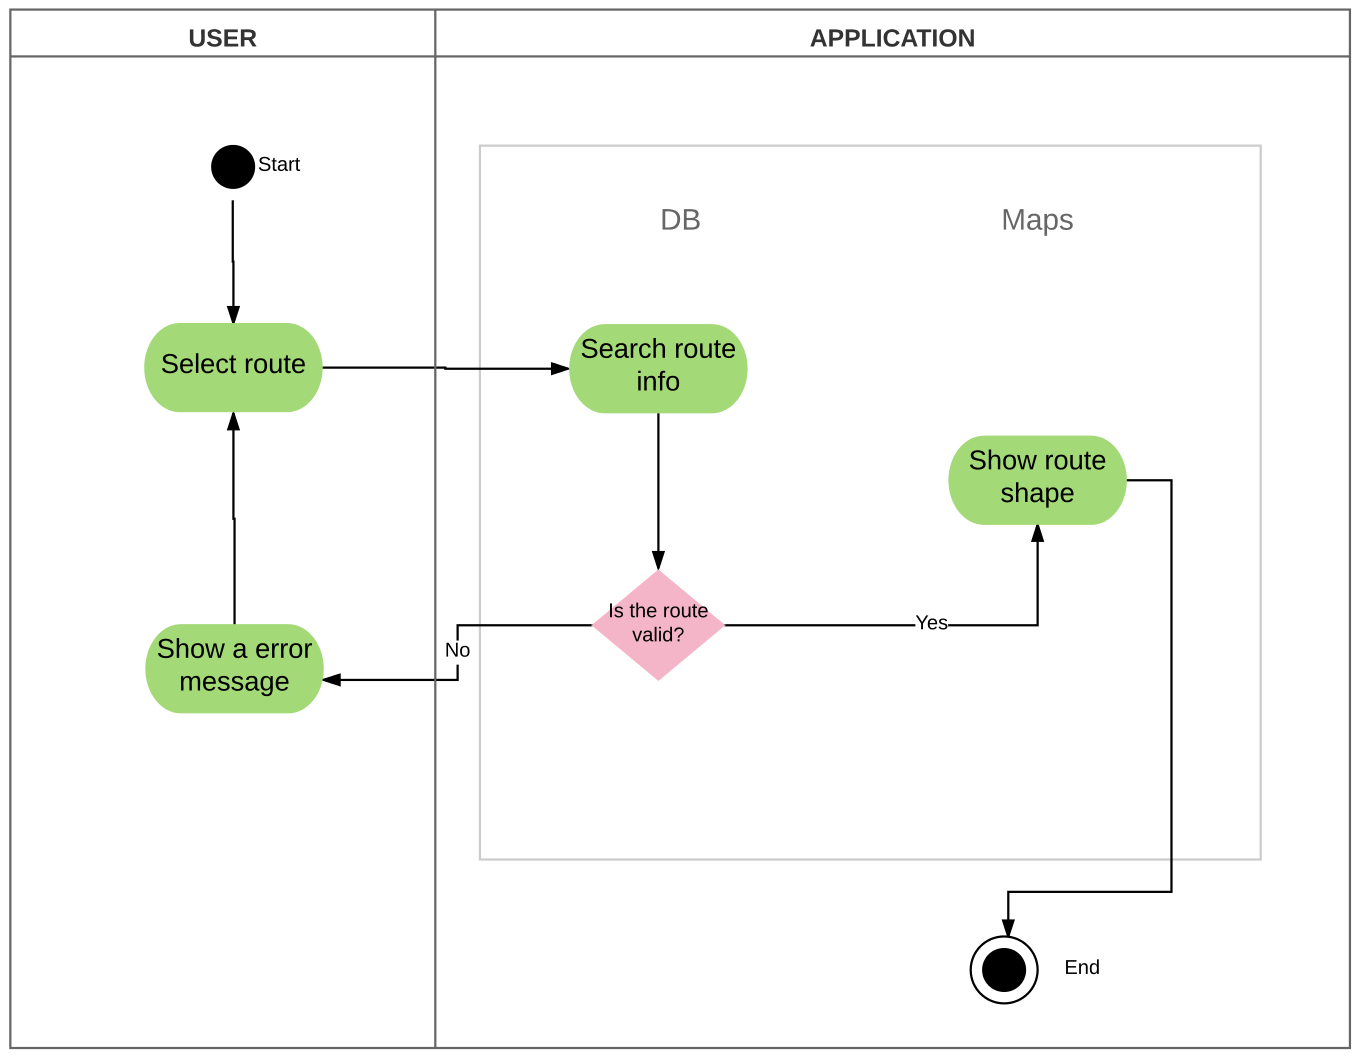 USER
APPLICATION
Start
DB
Maps
Select route
Search route
info
Show route
shape
Is the route
valid?
Yes
No
Show a error
message
End